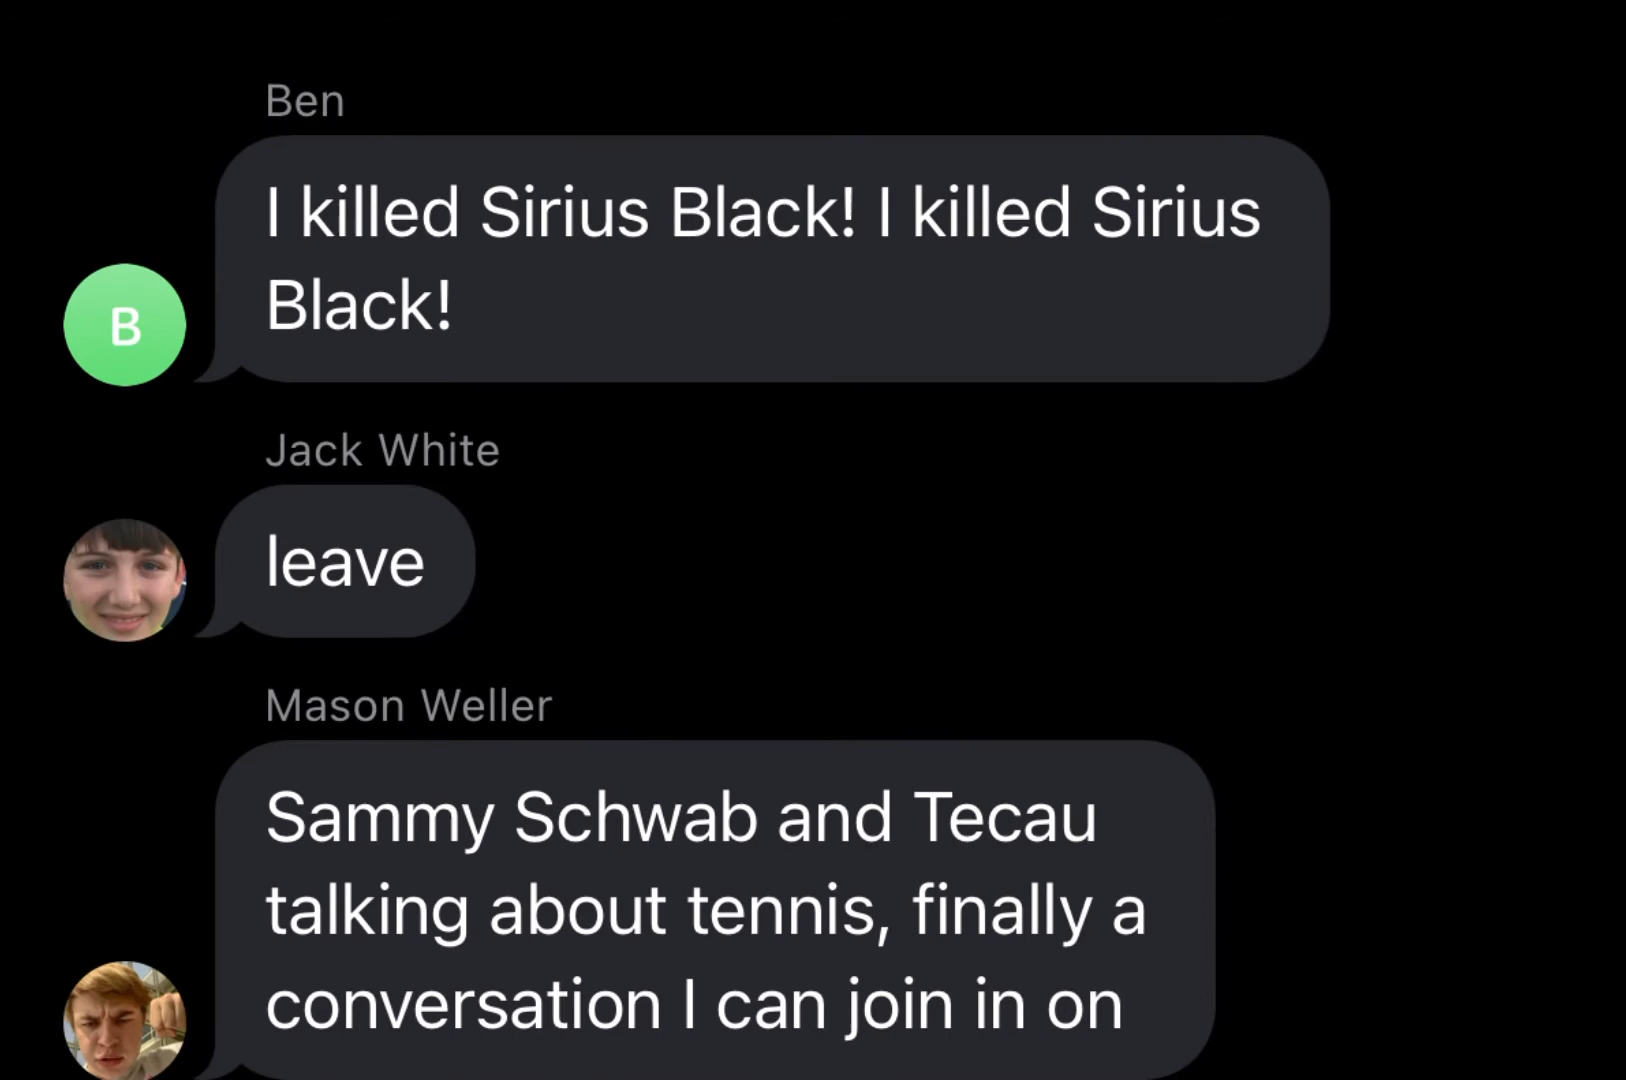 Ben
I killed Sirius Black! I killed Sirius
Black!
B
Jack White
leave
Mason Weller
Sammy Schwab and Tecau
talking about tennis, finally a
conversation I can join in on